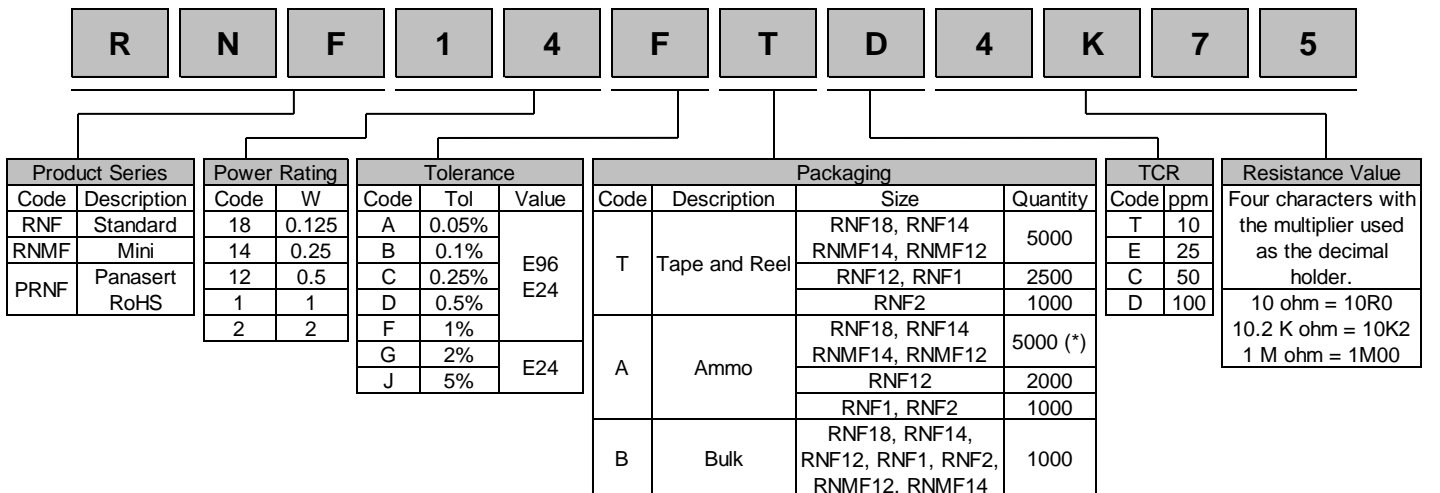 R N F 1 4 F T D 4 K 7 5
Product Series
Code Description
RNF Standard
RNMF Mini
PRNF Panasert
RoHS
Power Rating
Code W
18 0.125
14 0.25
12 0.5
1 1
2 2
Tolerance
Code Tol Value
A 0.05%
B 0.1%
C 0.25%
D 0.5%
F 1%
E96
E24
G 2%
J 5%
E24
Packaging
Code Description Size Quantity
T Tape and Reel
RNF18, RNF14
RNMF14, RNMF12
5000
RNF12, RNF1 2500
RNF2 1000
A Ammo
RNF18, RNF14
RNMF14, RNMF12
5000 (*)
RNF12 2000
RNF1, RNF2 1000
B Bulk
RNF18, RNF14,
RNF12, RNF1, RNF2,
RNMF12, RNMF14
1000
TCR
Code ppm
T 10
E 25
C 50
D 100
Resistance Value
Four characters with
the multiplier used
as the decimal
holder.
10 ohm = 10R0
10.2 K ohm = 10K2
1 M ohm = 1M00